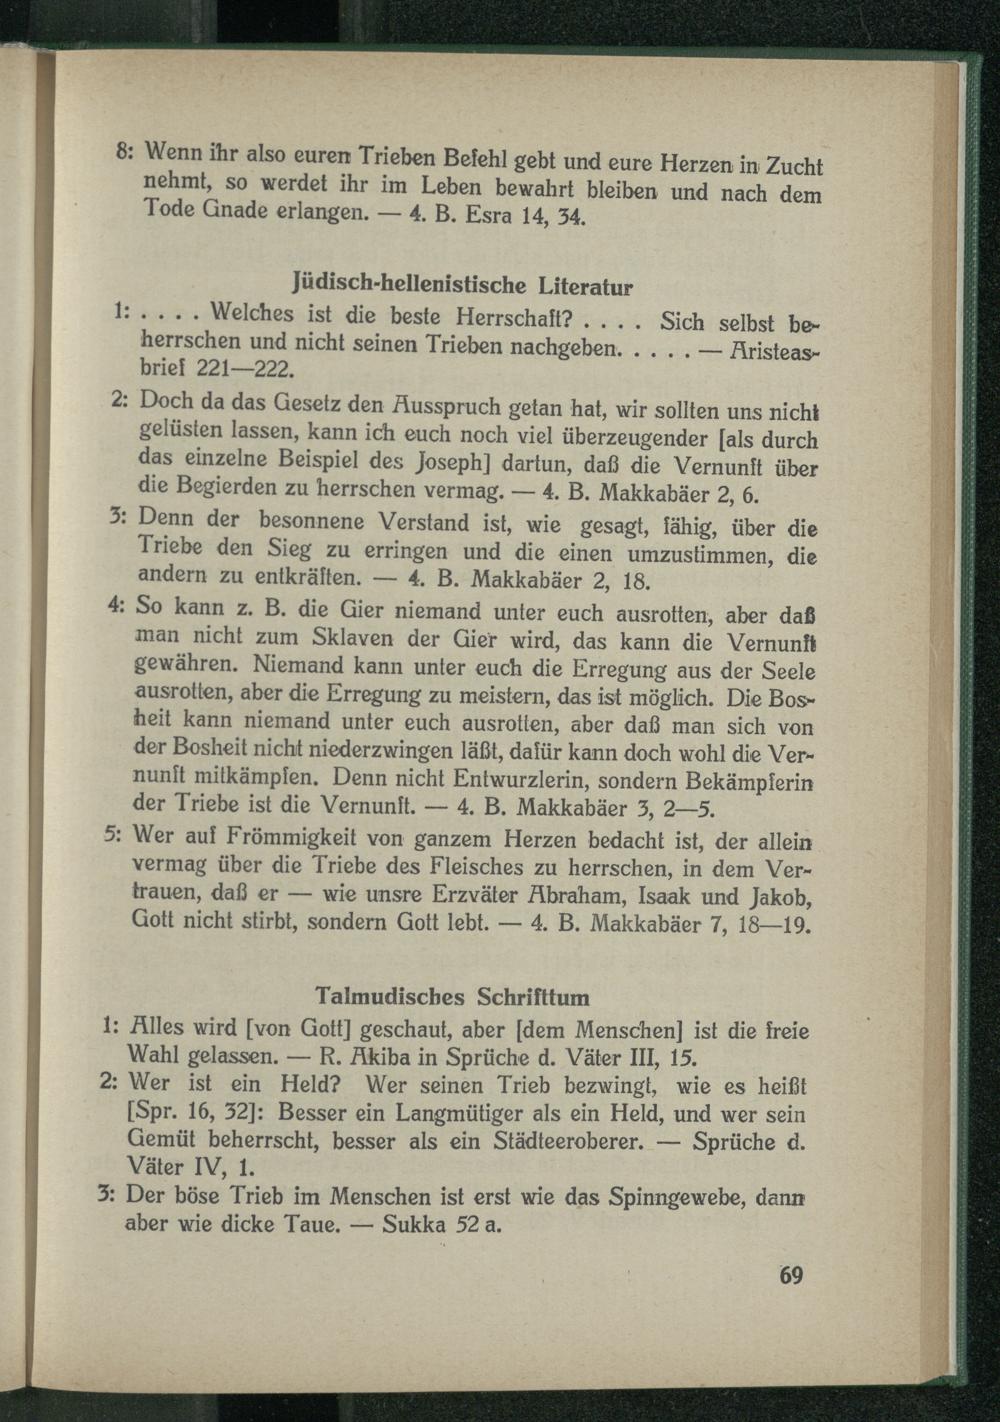 8: Wenn ihr also euren Trieben Befehl gebt und eure Herzen in Zucht
nehmt, so werdet ihr im Leben bewahrt bleiben und nach dem
Tode Gnade erlangen. — 4. B. Esra 14, 34.
Jüdisch-hellenistische Literatur
1: . . . . Welches ist die beste Herrschaft? . . . . Sich selbst be-
herrschen und nicht seinen Trieben nachgeben. . . . . — Aristeas-
brief 221—222.
2: Doch da das Gesetz den Ausspruch getan hat, wir sollten uns nicht
gelüsten lassen, kann ich euch noch viel überzeugender [als durch
das einzelne Beispiel des Joseph] dartun, daß die Vernunft über
die Begierden zu herrschen vermag. — 4. B. Makkabäer 2, 6.
3: Denn der besonnene Verstand ist, wie gesagt, fähig, über die
Triebe den Sieg zu erringen und die einen umzustimmen, die
andern zu entkräften. — 4. B. Makkabäer 2, 18.
4: So kann z. B. die Gier niemand unter euch ausrotten, aber daß
man nicht zum Sklaven der Gier wird, das kann die Vernunft
gewähren. Niemand kann unter euch die Erregung aus der Seele
ausrotten, aber die Erregung zu meistern, das ist möglich. Die Bos-
heit kann niemand unter euch ausrotten, aber daß man sich von
der Bosheit nicht niederzwingen läßt, dafür kann doch wohl die Ver-
nunft mitkämpfen. Denn nicht Entwurzlerin, sondern Bekämpferin
der Triebe ist die Vernunft. — 4. B. Makkabäer 3, 2—5.
5: Wer auf Frömmigkeit von ganzem Herzen bedacht ist, der allein
vermag über die Triebe des Fleisches zu herrschen, in dem Ver-
trauen, daß er — wie unsre Erzväter Abraham, Isaak und Jakob,
Gott nicht stirbt, sondern Gott lebt. — 4. B. Makkabäer 7, 18—19.
Talmudisches Schrifttum
1: Alles wird [von Gott] geschaut, aber [dem Menschen] ist die freie
Wahl gelassen. — R. Akiba in Sprüche d. Väter III, 15.
2: Wer ist ein Held? Wer seinen Trieb bezwingt, wie es heißt
[Spr. 16, 32]: Besser ein Langmütiger als ein Held, und wer sein
Gemüt beherrscht, besser als ein Städteeroberer. — Sprüche d.
Väter IV, 1.
3: Der böse Trieb im Menschen ist erst wie das Spinngewebe, dann
aber wie dicke Taue. — Sukka 52 a.
69